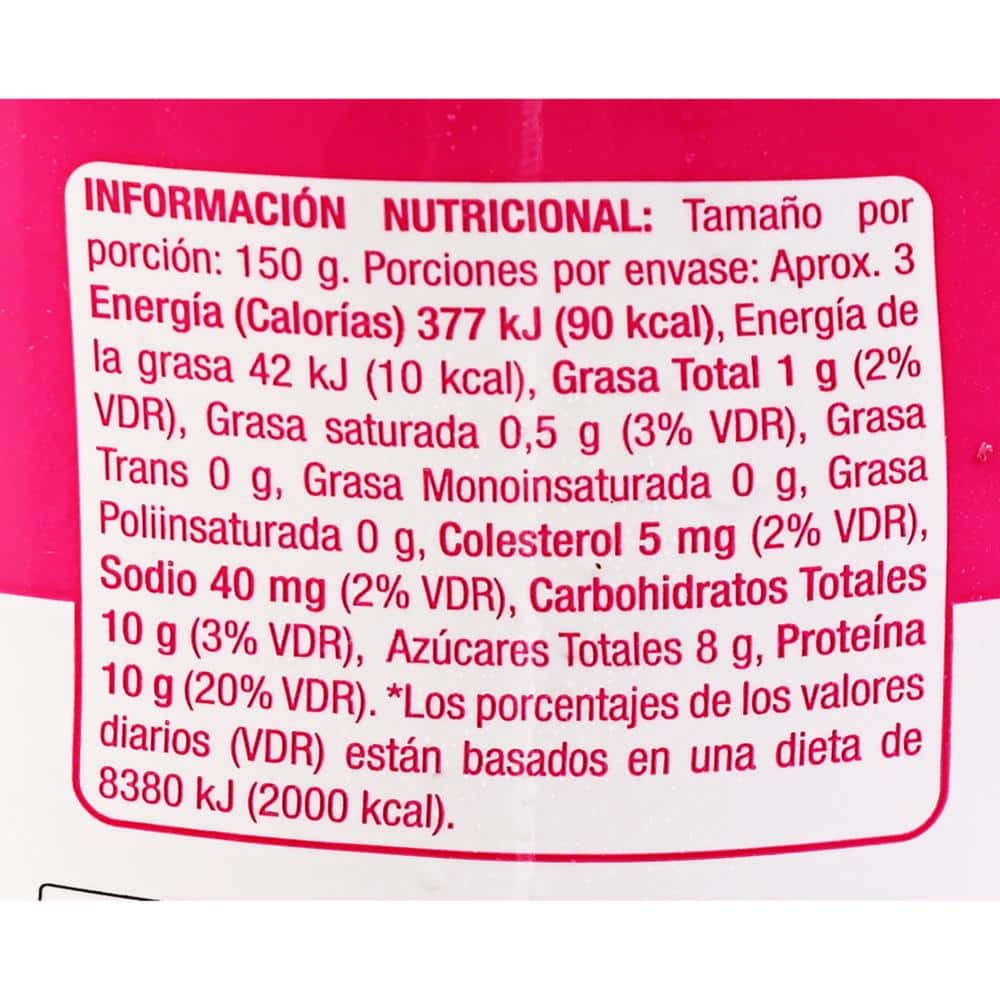 INFORMACIÓN NUTRICIONAL: Tamaño por
porción: 150 g. Porciones por envase: Aprox. 3
Energía (Calorías) 377 kJ (90 kcal), Energía de
la grasa 42 kJ (10 kcal), Grasa Total 1 g (2%
VDR), Grasa saturada 0,5 g (3% VDR), Grasa
Trans 0 g, Grasa Monoinsaturada 0 g, Grasa
Poliinsaturada 0 g, Colesterol 5 mg (2% VDR),
Sodio 40 mg (2% VDR), Carbohidratos Totales
10 g (3% VDR), Azúcares Totales 8 g, Proteína
10 g (20% VDR). *Los porcentajes de los valores
diarios (VDR) están basados en una dieta de
8380 kJ (2000 kcal).